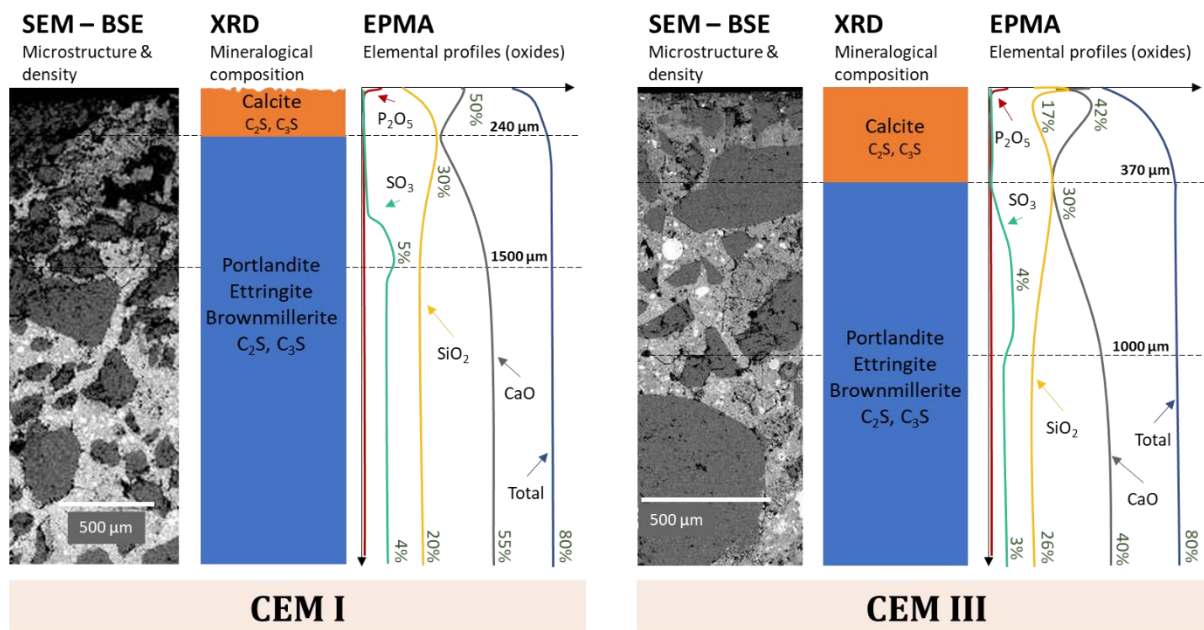 SEM – BSE
Microstructure &
density
XRD
Mineralogical
composition
EPMA
Elemental profiles (oxides)
Calcite
C₂S, C₃S
P₂O₅
50%
240 µm
30%
SO₃
5%
1500 µm
Portlandite
Ettringite
Brownmillerite
C₂S, C₃S
SiO₂
CaO
Total
500 µm
4%
20%
55%
80%
CEM I
SEM – BSE
Microstructure &
density
XRD
Mineralogical
composition
EPMA
Elemental profiles (oxides)
Calcite
C₂S, C₃S
P₂O₅
17%
42%
370 µm
SO₃
30%
4%
1000 µm
Portlandite
Ettringite
Brownmillerite
C₂S, C₃S
SiO₂
Total
CaO
500 µm
3%
26%
40%
80%
CEM III